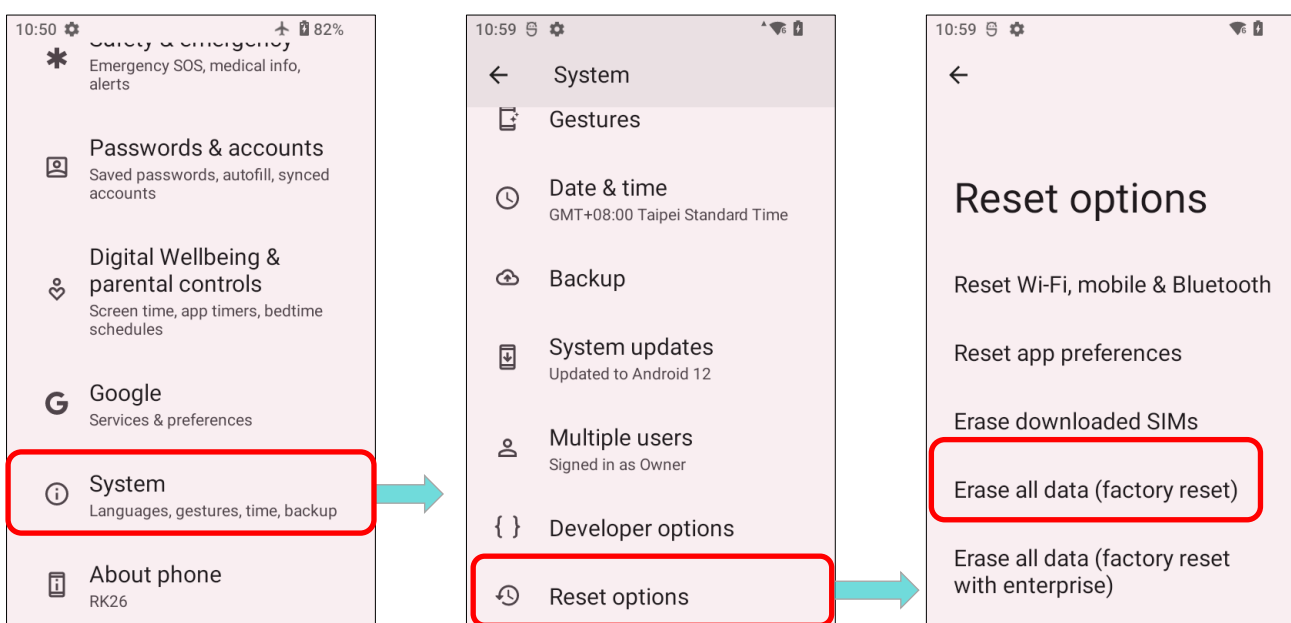 10:50 82%
Safety & emergency
Emergency SOS, medical info,
alerts
Passwords & accounts
Saved passwords, autofill, synced
accounts
Digital Wellbeing &
parental controls
Screen time, app timers, bedtime
schedules
Google
Services & preferences
System
Languages, gestures, time, backup
About phone
RK26
10:59 6
System
Gestures
Date & time
GMT+08:00 Taipei Standard Time
Backup
System updates
Updated to Android 12
Multiple users
Signed in as Owner
{ } Developer options
Reset options
10:59 6
Reset options
Reset Wi-Fi, mobile & Bluetooth
Reset app preferences
Erase downloaded SIMs
Erase all data (factory reset)
Erase all data (factory reset
with enterprise)